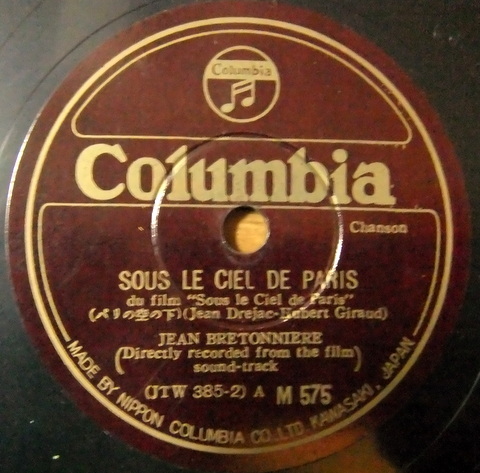 Columbia
Columbia
Chanson
SOUS LE CIEL DE PARIS
du film "Sous le Ciel de Paris"
(パリの空の下)(Jean Drejac-Hubert Giraud)
JEAN BRETONNIERE
(Directly recorded from the film)
sound-track
(JTW 385-2) A M 575
MADE BY NIPPON COLUMBIA CO., LTD. KAWASAKI, JAPAN.